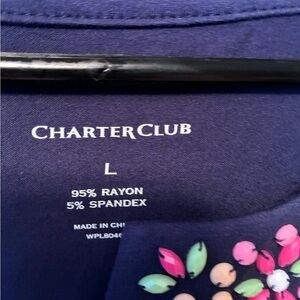 CHARTER CLUB
L
95% RAYON
5% SPANDEX
MADE IN